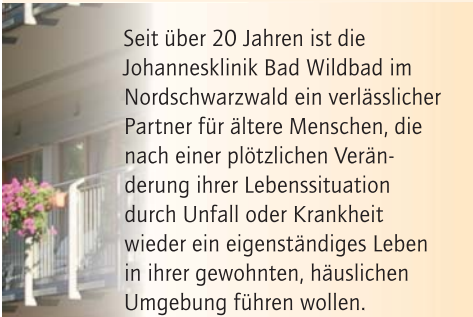 Seit über 20 Jahren ist die
Johannesklinik Bad Wildbad im
Nordschwarzwald ein verlässlicher
Partner für ältere Menschen, die
nach einer plötzlichen Verän-
derung ihrer Lebenssituation
durch Unfall oder Krankheit
wieder ein eigenständiges Leben
in ihrer gewohnten, häuslichen
Umgebung führen wollen.